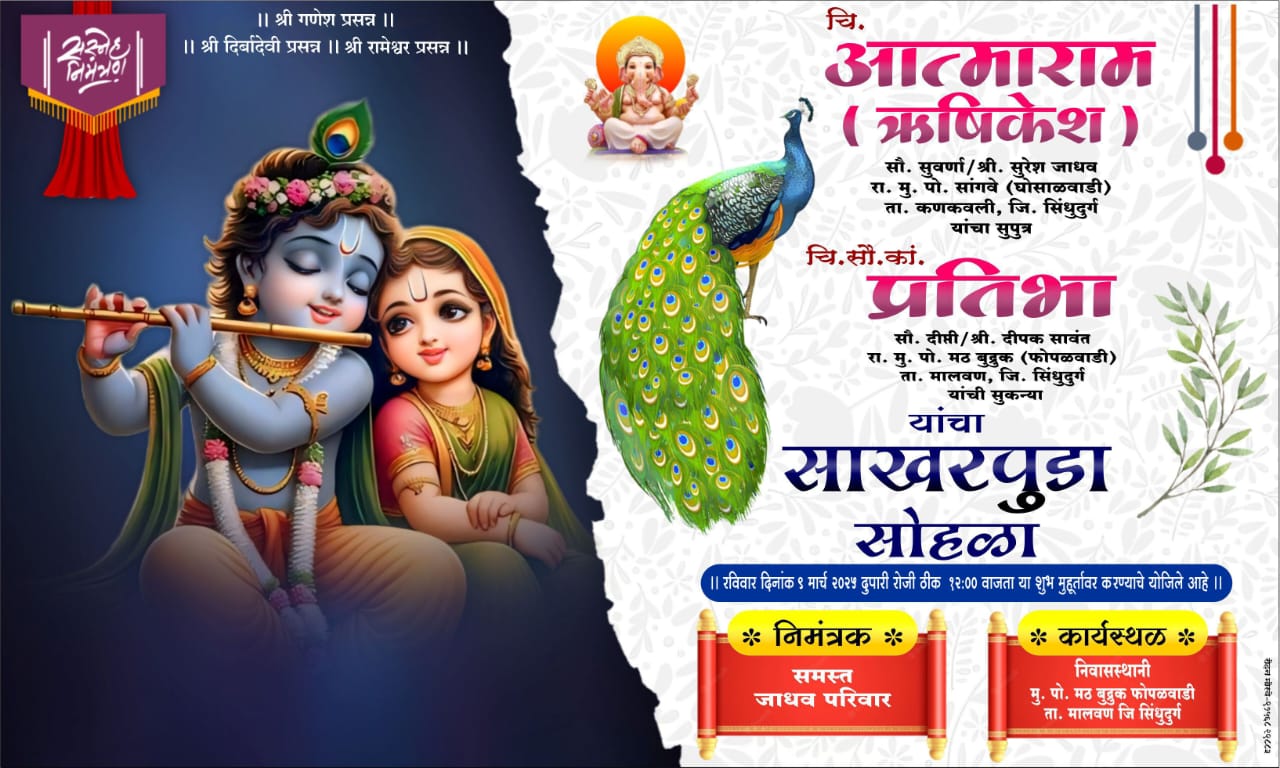 सस्नेह
निमंत्रण
।। श्री गणेश प्रसन्न ।।
।। श्री दिर्बादेवी प्रसन्न ।। श्री रामेश्वर प्रसन्न ।।
चि.
आत्माराम
( ऋषिकेश )
सौ. सुवर्णा/श्री. सुरेश जाधव
रा. मु. पो. सांगवे (घोसाळवाडी)
ता. कणकवली, जि. सिंधुदुर्ग
यांचा सुपुत्र
चि.सौ.कां.
प्रतिभा
सौ. दीप्ती/श्री. दीपक सावंत
रा. मु. पो. मठ बुद्रुक (फोपळवाडी)
ता. मालवण, जि. सिंधुदुर्ग
यांची सुकन्या
यांचा
साखरपुडा
सोहळा
।। रविवार दिनांक ९ मार्च २०२५ दुपारी रोजी ठीक १२:०० वाजता या शुभ मुहूर्तावर करण्याचे योजिले आहे ।।
* निमंत्रक *
समस्त
जाधव परिवार
* कार्यस्थळ *
निवासस्थानी
मु. पो. मठ बुद्रुक फोपळवाडी
ता. मालवण जि सिंधुदुर्ग